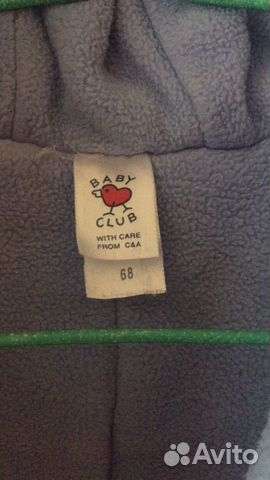 BABY
CLUB
WITH CARE
FROM C&A
68
Avito